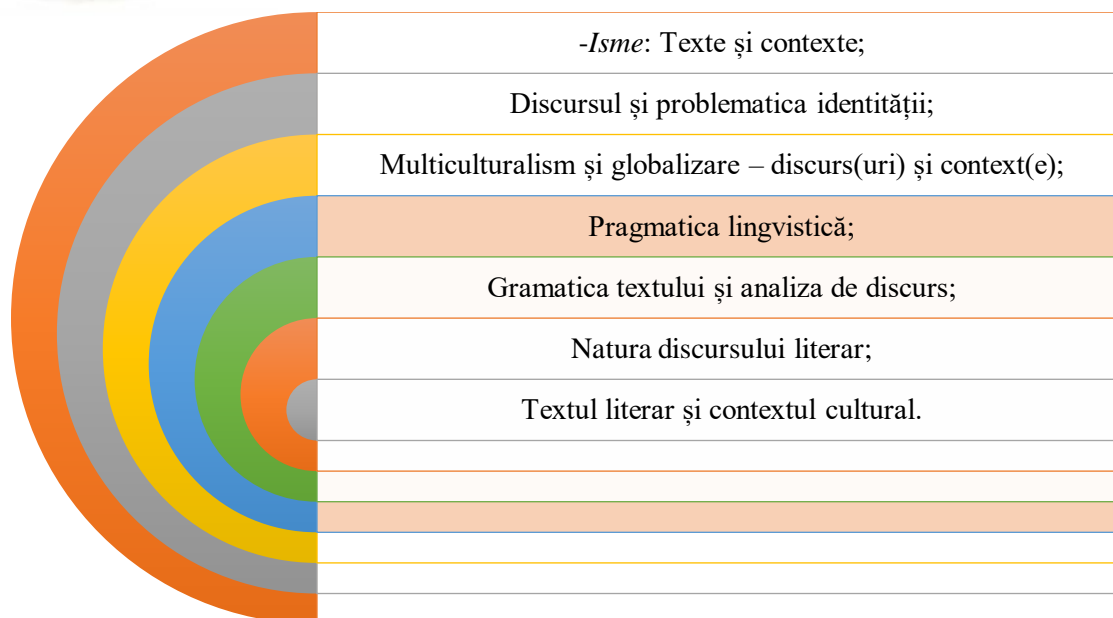 -Isme: Texte și contexte;
Discursul și problematica identității;
Multiculturalism și globalizare – discurs(uri) și context(e);
Pragmatica lingvistică;
Gramatica textului și analiza de discurs;
Natura discursului literar;
Textul literar și contextul cultural.